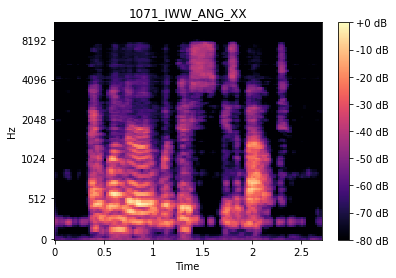 1071_IWW_ANG_XX
+0 dB
8192
-10 dB
4096
-20 dB
-30 dB
2048
Hz
-40 dB
1024
-50 dB
512
-60 dB
-70 dB
0
-80 dB
0 0.5 1 1.5 2 2.5
Time